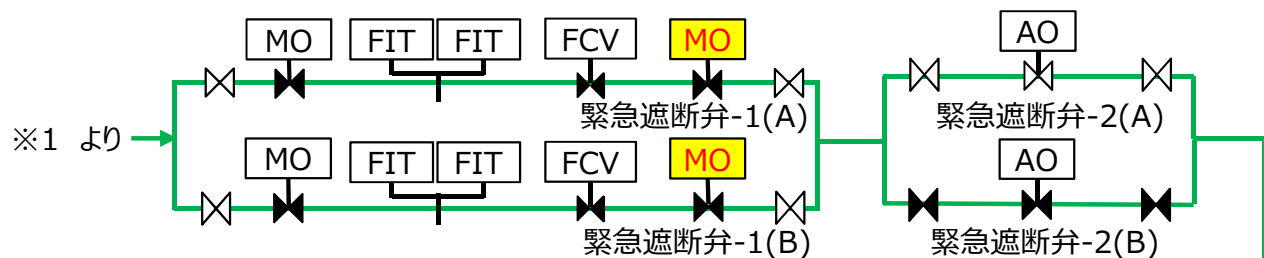 MO FIT FIT FCV MO AO
緊急遮断弁-1(A) 緊急遮断弁-2(A)
※1 より
MO FIT FIT FCV MO AO
緊急遮断弁-1(B) 緊急遮断弁-2(B)